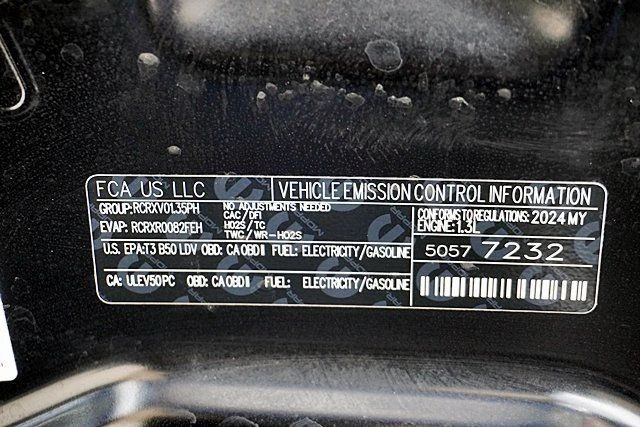 FCA US LLC
VEHICLE EMISSION CONTROL INFORMATION
GROUP: RCRXV01.35PH
EVAP: RCRXR0082FEH
NO ADJUSTMENTS NEEDED
CAC/DFI
HO2S/TC
TWC/WR-HO2S
CONFORMS TO REGULATIONS: 2024 MY
ENGINE: 1.3L
U.S. EPA: T3 B50 LDV OBD: CA OBD II FUEL: ELECTRICITY/GASOLINE
5057 7232
CA: ULEV50 PC OBD: CA OBD II FUEL: ELECTRICITY/GASOLINE